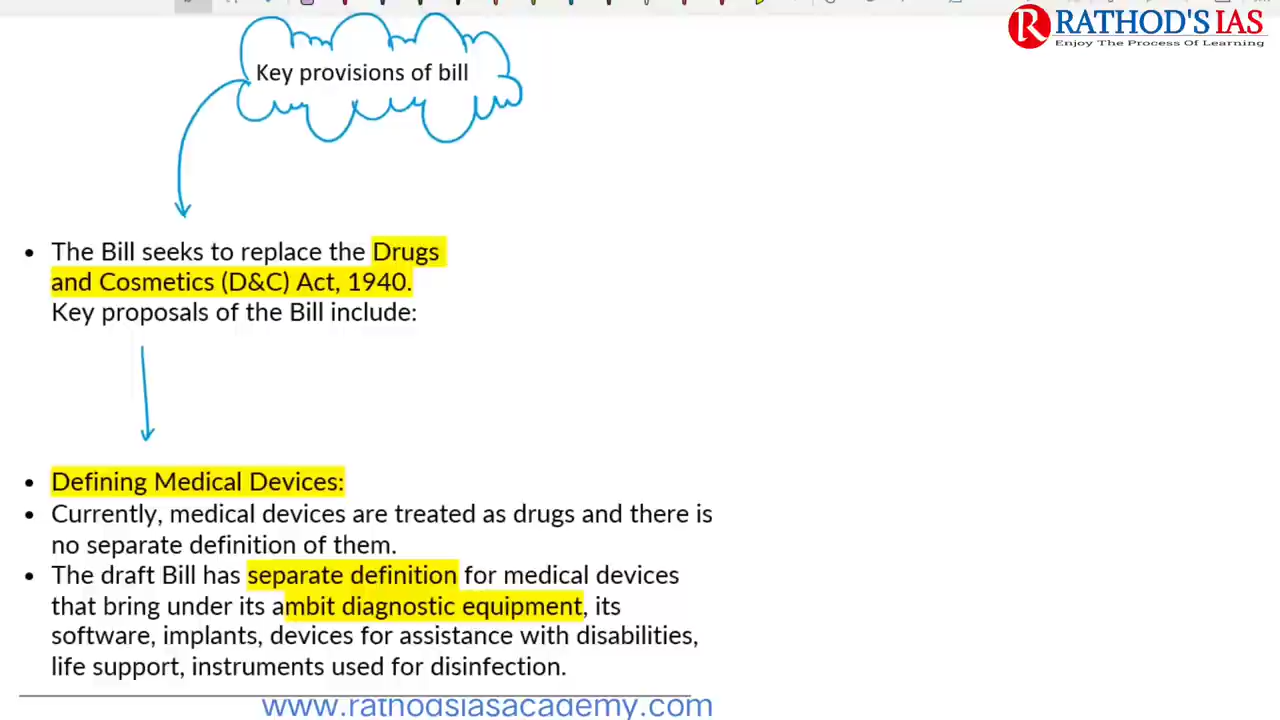 RATHOD'S IAS
Enjoy The Process Of Learning
Key provisions of bill
• The Bill seeks to replace the Drugs
and Cosmetics (D&C) Act, 1940.
Key proposals of the Bill include:
• Defining Medical Devices:
• Currently, medical devices are treated as drugs and there is
no separate definition of them.
• The draft Bill has separate definition for medical devices
that bring under its ambit diagnostic equipment, its
software, implants, devices for assistance with disabilities,
life support, instruments used for disinfection.
www.rathodsiasacademy.com